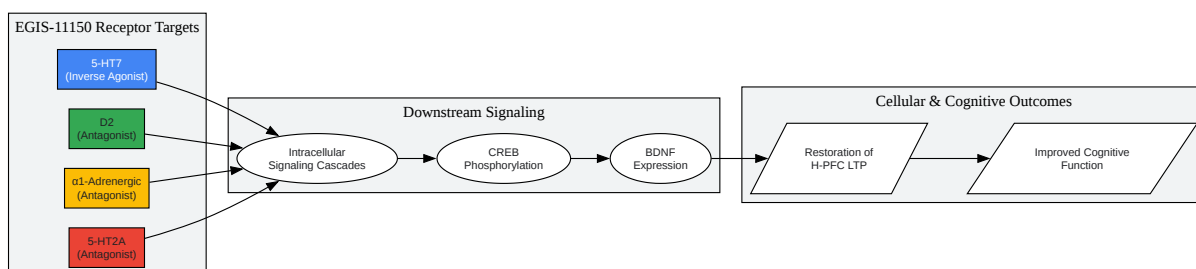 EGIS-11150 Receptor Targets
5-HT7
(Inverse Agonist)
D2
(Antagonist)
α1-Adrenergic
(Antagonist)
5-HT2A
(Antagonist)
Downstream Signaling
Intracellular
Signaling Cascades
CREB
Phosphorylation
BDNF
Expression
Cellular & Cognitive Outcomes
Restoration of
H-PFC LTP
Improved Cognitive
Function